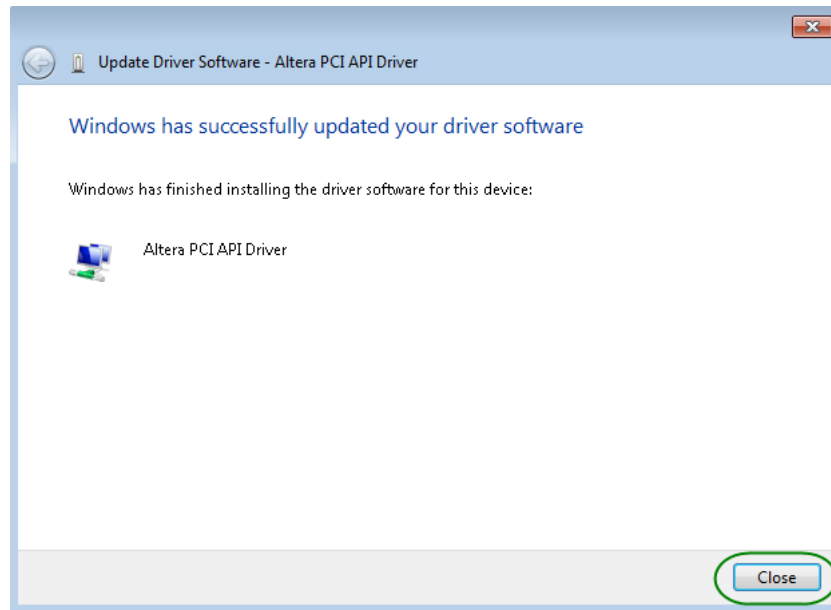 Update Driver Software - Altera PCI API Driver
Windows has successfully updated your driver software
Windows has finished installing the driver software for this device:
Altera PCI API Driver
Close